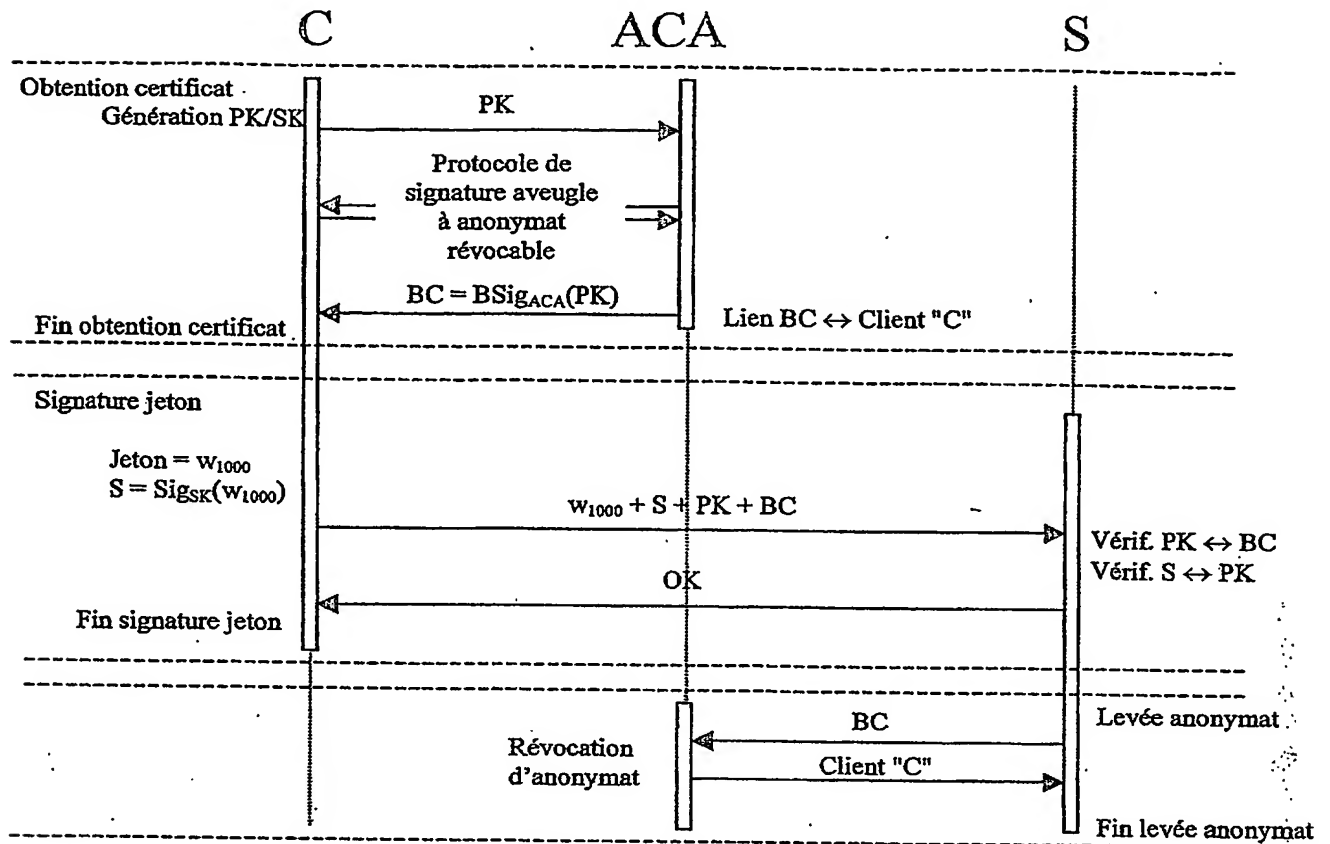 C ACA S
Obtention certificat
Génération PK/SK
PK
Protocole de
signature aveugle
à anonymat
révocable
BC = BSigACA(PK)
Fin obtention certificat
Lien BC ↔ Client "C"
Signature jeton
Jeton = w1000
S = SigSK(w1000)
w1000 + S + PK + BC
Vérif. PK ↔ BC
Vérif. S ↔ PK
OK
Fin signature jeton
Levée anonymat
BC
Révocation
d'anonymat
Client "C"
Fin levée anonymat